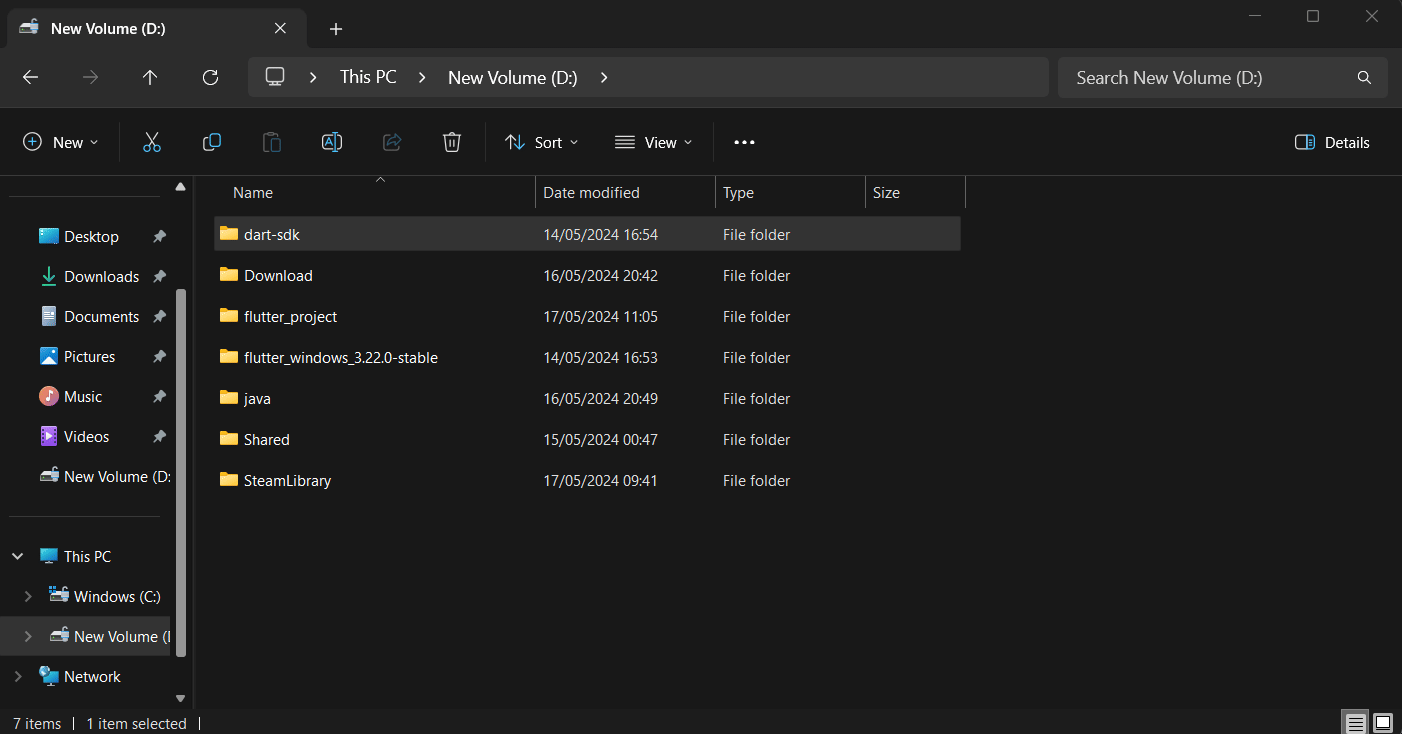 New Volume (D:)
This PC New Volume (D:)
Search New Volume (D:)
New
Sort
View
Details
Name Date modified Type Size
Desktop
Downloads
Documents
Pictures
Music
Videos
New Volume (D:
This PC
Windows (C:)
New Volume (
Network
dart-sdk 14/05/2024 16:54 File folder
Download 16/05/2024 20:42 File folder
flutter_project 17/05/2024 11:05 File folder
flutter_windows_3.22.0-stable 14/05/2024 16:53 File folder
java 16/05/2024 20:49 File folder
Shared 15/05/2024 00:47 File folder
SteamLibrary 17/05/2024 09:41 File folder
7 items 1 item selected